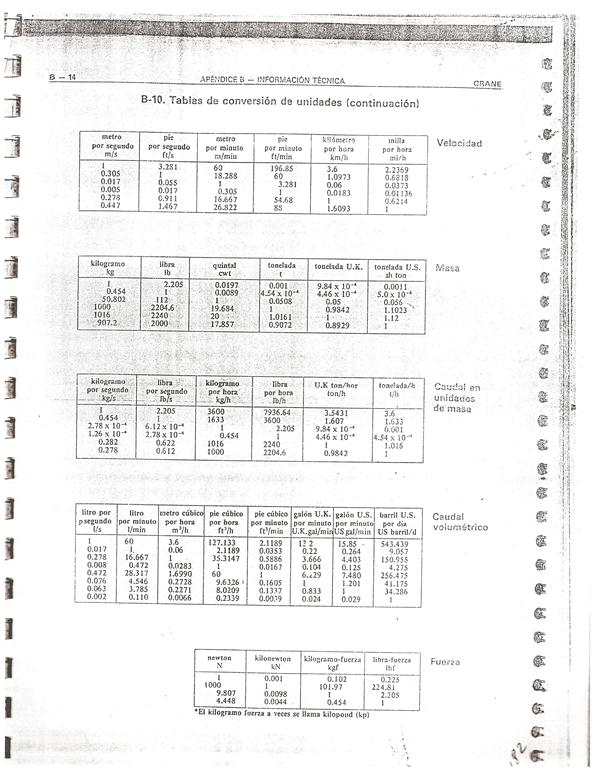 B — 14 APÉNDICE B — INFORMACIÓN TÉCNICA CRANE
B-10. Tablas de conversión de unidades (continuación)
Velocidad
metro por segundo m/s | pie por segundo ft/s | metro por minuto m/min | pie por minuto ft/min | kilómetro por hora km/h | milla por hora mi/h
1 | 3.281 | 60 | 196.85 | 3.6 | 2.2369
0.305 | 1 | 18.288 | 60 | 1.0973 | 0.6818
0.017 | 0.055 | 1 | 3.281 | 0.06 | 0.0373
0.005 | 0.017 | 0.305 | 1 | 0.0183 | 0.01136
0.278 | 0.911 | 16.667 | 54.68 | 1 | 0.6214
0.447 | 1.467 | 26.822 | 88 | 1.6093 | 1
Masa
kilogramo kg | libra lb | quintal cwt | tonelada t | tonelada U.K. | tonelada U.S. sh ton
1 | 2.205 | 0.0197 | 0.001 | 9.84 x 10⁻⁴ | 0.0011
0.454 | 1 | 0.0089 | 4.54 x 10⁻⁴ | 4.46 x 10⁻⁴ | 5.0 x 10⁻⁴
50.802 | 112 | 1 | 0.0508 | 0.05 | 0.056
1000 | 2204.6 | 19.684 | 1 | 0.9842 | 1.1023
1016 | 2240 | 20 | 1.0161 | 1 | 1.12
907.2 | 2000 | 17.857 | 0.9072 | 0.8929 | 1
Caudal en unidades de masa
kilogramo por segundo kg/s | libra por segundo lb/s | kilogramo por hora kg/h | libra por hora lb/h | U.K ton/hor ton/h | tonelada/h t/h
1 | 2.205 | 3600 | 7936.64 | 3.5431 | 3.6
0.454 | 1 | 1633 | 3600 | 1.607 | 1.633
2.78 x 10⁻⁴ | 6.12 x 10⁻⁴ | 1 | 2.205 | 9.84 x 10⁻⁴ | 0.001
1.26 x 10⁻⁴ | 2.78 x 10⁻⁴ | 0.454 | 1 | 4.46 x 10⁻⁴ | 4.54 x 10⁻⁴
0.282 | 0.622 | 1016 | 2240 | 1 | 1.016
0.278 | 0.612 | 1000 | 2204.6 | 0.9842 | 1
Caudal volumétrico
litro por segundo l/s | litro por minuto l/min | metro cúbico por hora m³/h | pie cúbico por hora ft³/h | pie cúbico por minuto ft³/min | galón U.K. por minuto U.K.gal/min | galón U.S. por minuto US gal/min | barril U.S. por día US barril/d
1 | 60 | 3.6 | 127.133 | 2.1189 | 13.2 | 15.85 | 543.439
0.017 | 1 | 0.06 | 2.1189 | 0.0353 | 0.22 | 0.264 | 9.057
0.278 | 16.667 | 1 | 35.3147 | 0.5886 | 3.666 | 4.403 | 150.955
0.008 | 0.472 | 0.0283 | 1 | 0.0167 | 0.104 | 0.125 | 4.275
0.472 | 28.317 | 1.6990 | 60 | 1 | 6.229 | 7.480 | 256.475
0.076 | 4.546 | 0.2728 | 9.6326 | 0.1605 | 1 | 1.201 | 41.175
0.063 | 3.785 | 0.2271 | 8.0209 | 0.1337 | 0.833 | 1 | 34.286
0.002 | 0.110 | 0.0066 | 0.2339 | 0.0039 | 0.024 | 0.029 | 1
Fuerza
newton N | kilonewton kN | kilogramo-fuerza kgf | libra-fuerza lbf
1 | 0.001 | 0.102 | 0.225
1000 | 1 | 101.97 | 224.81
9.807 | 0.0098 | 1 | 2.205
4.448 | 0.0044 | 0.454 | 1
*El kilogramo fuerza a veces se llama kilopond (kp)